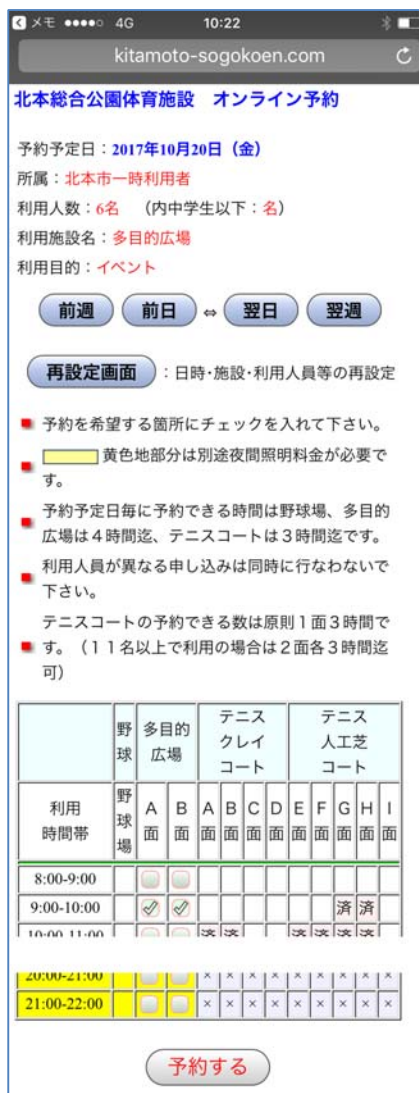 メモ 4G 10:22
kitamoto-sogokoen.com
北本総合公園体育施設 オンライン予約
予約予定日：2017年10月20日（金）
所属：北本市一時利用者
利用人数：6名 （内中学生以下：名）
利用施設名：多目的広場
利用目的：イベント
前週 前日 ⇔ 翌日 翌週
再設定画面 ：日時･施設･利用人員等の再設定
予約を希望する箇所にチェックを入れて下さい。
黄色地部分は別途夜間照明料金が必要で
す。
予約予定日毎に予約できる時間は野球場、多目的
広場は４時間迄、テニスコートは３時間迄です。
利用人員が異なる申し込みは同時に行なわないで
下さい。
テニスコートの予約できる数は原則１面３時間で
す。（１１名以上で利用の場合は２面各３時間迄
可）
野球 多目的広場 テニスクレイコート テニス人工芝コート
利用時間帯 野球場 A面 B面 A面 B面 C面 D面 E面 F面 G面 H面 I面
8:00-9:00
9:00-10:00 済 済
10:00-11:00 済 済 済 済 済 済
20:00-21:00 × × × × × × × × ×
21:00-22:00 × × × × × × × × ×
予約する